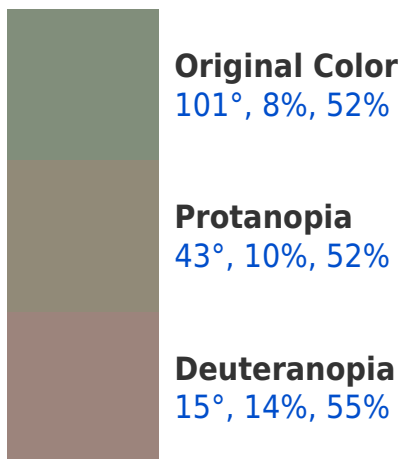 Original Color
101°, 8%, 52%
Protanopia
43°, 10%, 52%
Deuteranopia
15°, 14%, 55%